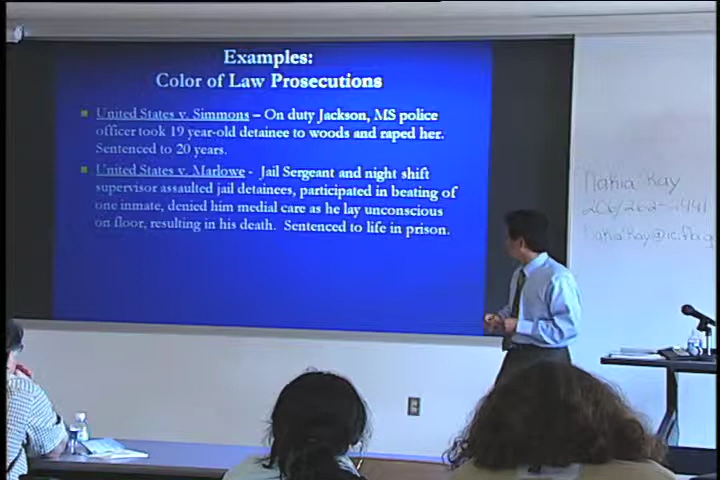 Examples:
Color of Law Prosecutions
United States v. Simmons – On duty Jackson, MS police
officer took 19 year-old detainee to woods and raped her.
Sentenced to 20 years.
United States v. Marlowe - Jail Sergeant and night shift
supervisor assaulted jail detainees, participated in beating of
one inmate, denied him medial care as he lay unconscious
on floor, resulting in his death. Sentenced to life in prison.
Nakia Kay